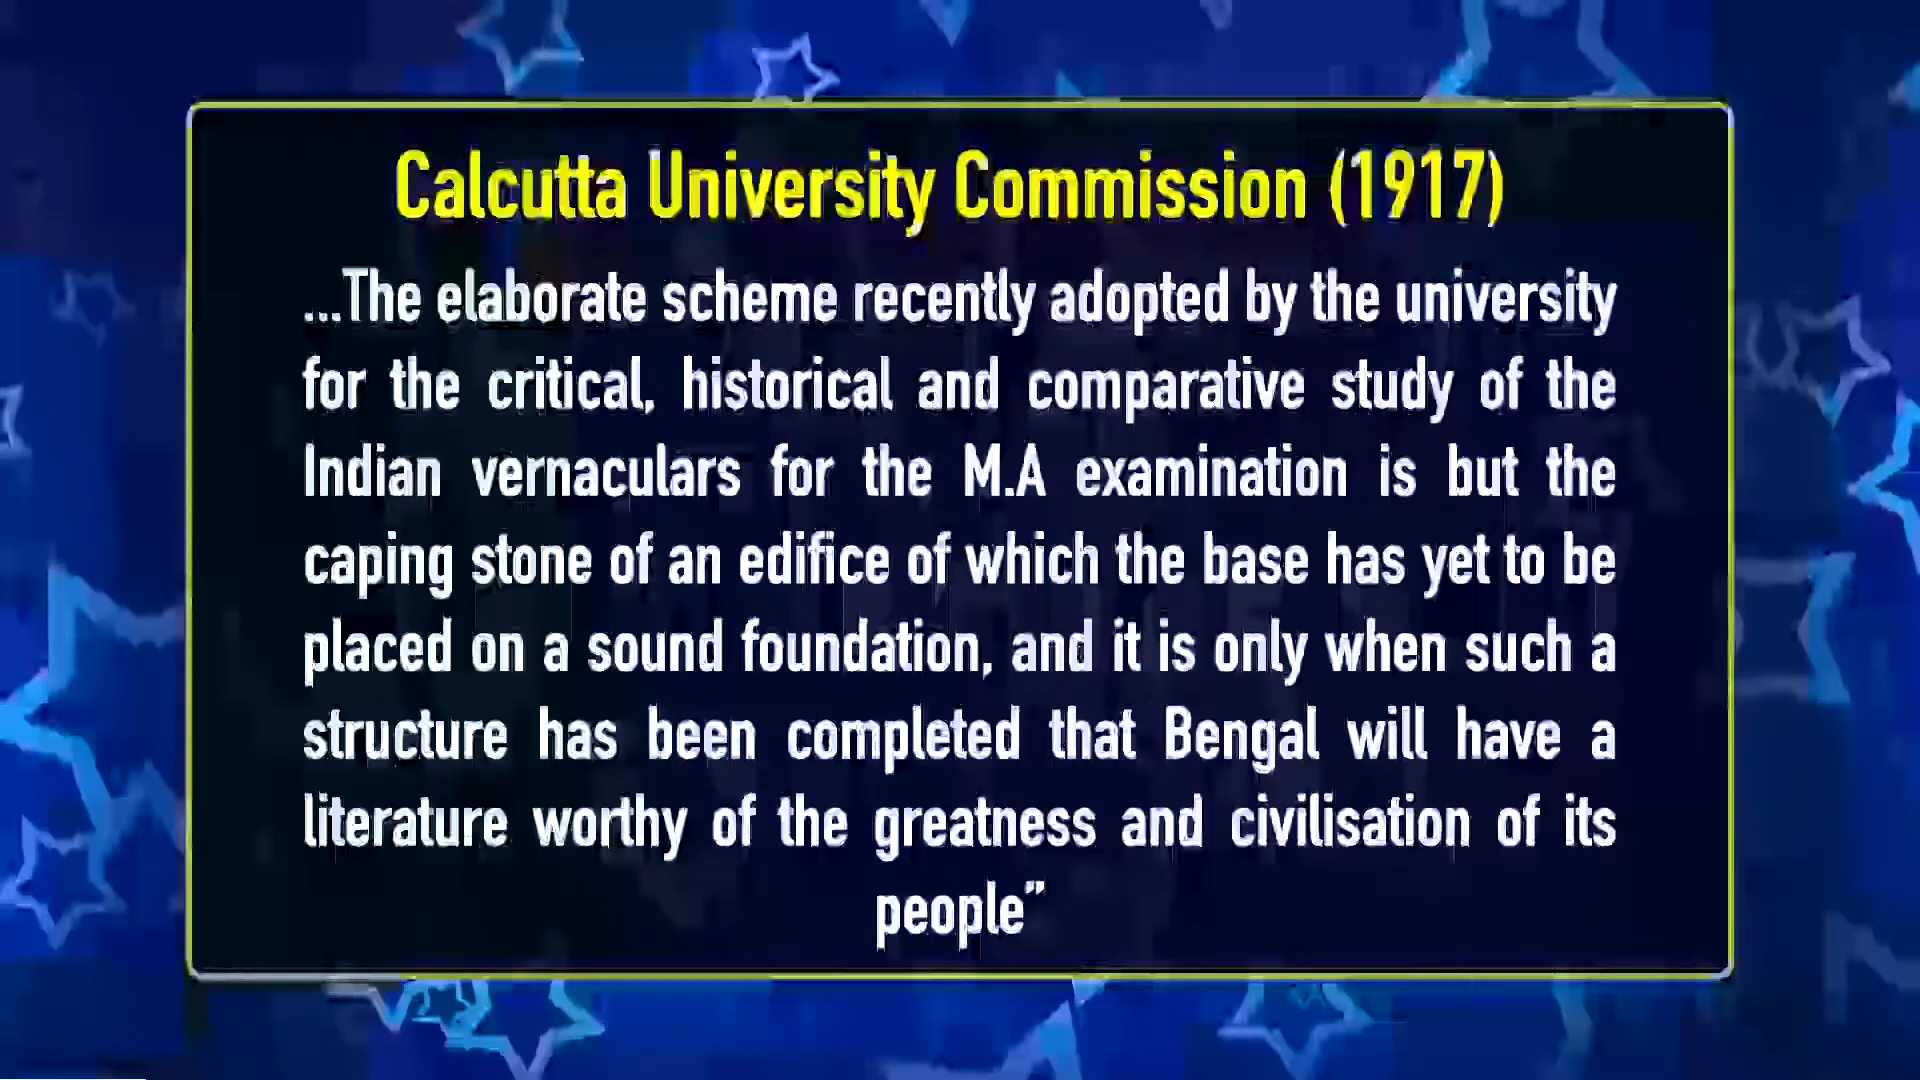 Calcutta University Commission (1917)
...The elaborate scheme recently adopted by the university
for the critical, historical and comparative study of the
Indian vernaculars for the M.A examination is but the
caping stone of an edifice of which the base has yet to be
placed on a sound foundation, and it is only when such a
structure has been completed that Bengal will have a
literature worthy of the greatness and civilisation of its
people”